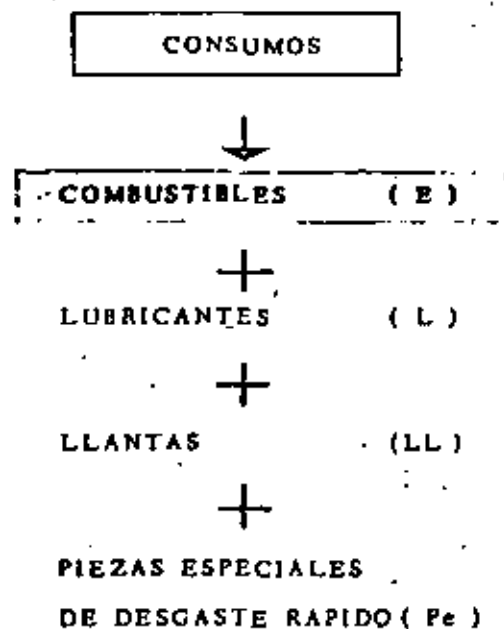 CONSUMOS
COMBUSTIBLES ( E )
+
LUBRICANTES ( L )
+
LLANTAS (LL )
+
PIEZAS ESPECIALES
DE DESGASTE RAPIDO ( Pe )